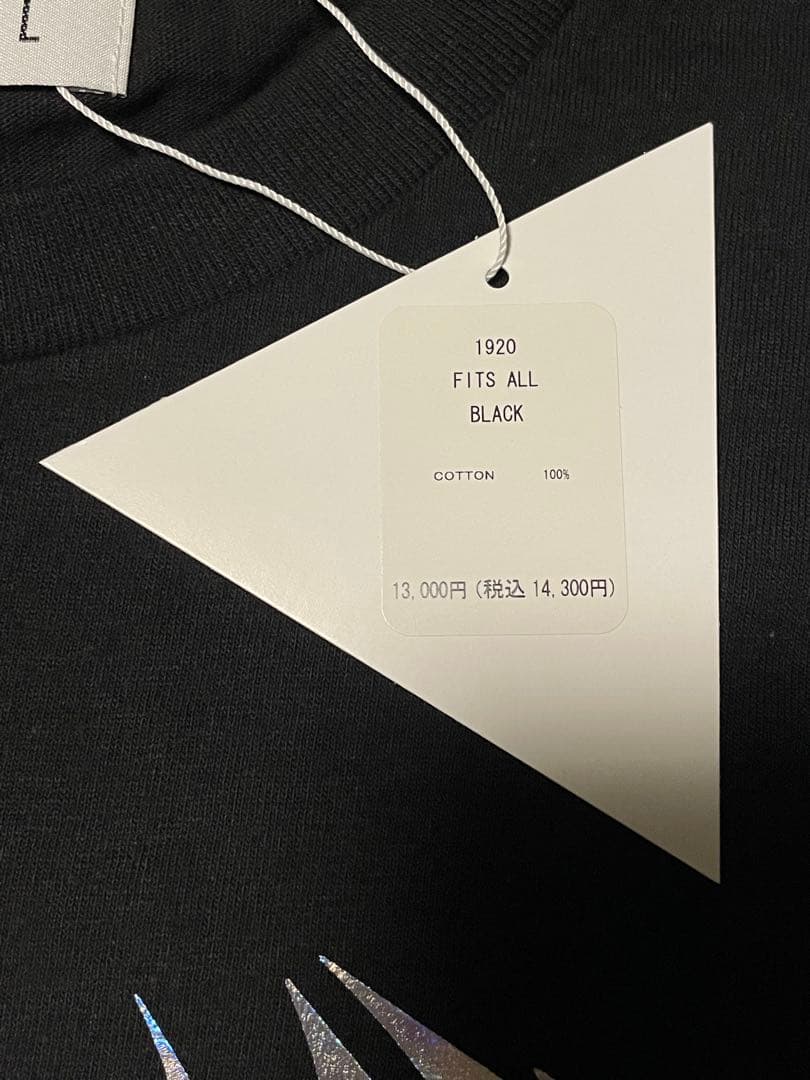 1920
FITS ALL
BLACK
COTTON 100%
13,000円 (税込 14,300円)